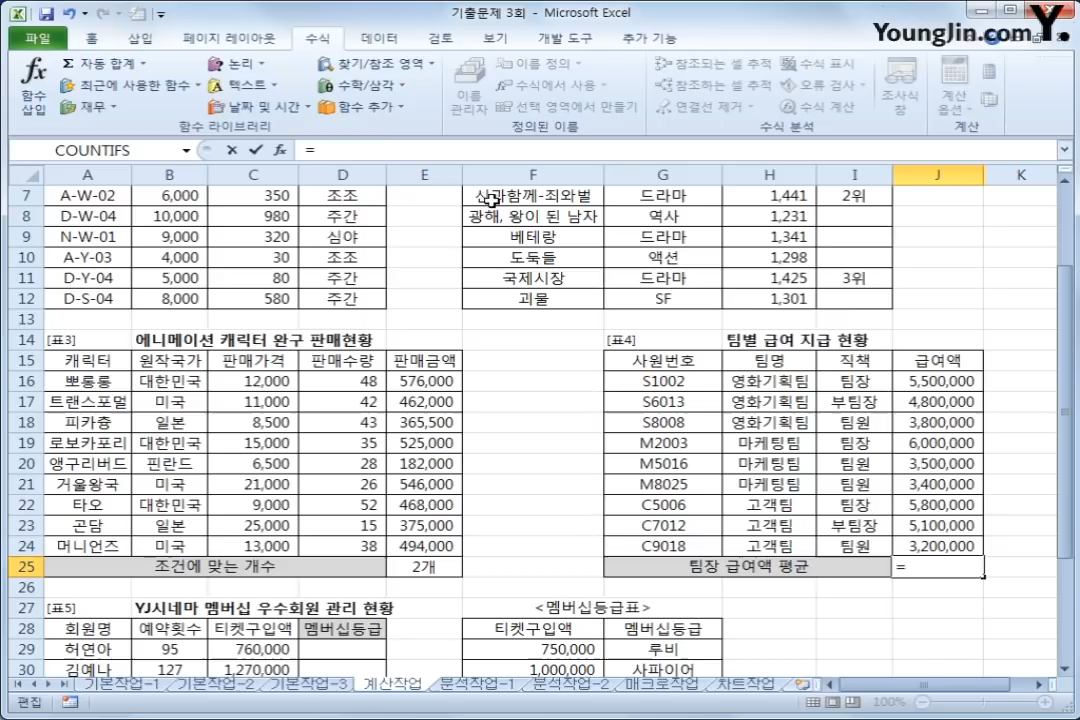 기출문제 3회 - Microsoft Excel
YoungJin.com Y.
파일 홈 삽입 페이지 레이아웃 수식 데이터 검토 보기 개발 도구 추가 기능
Σ 자동 합계 논리 찾기/참조 영역 이름 정의 참조되는 셀 추적 수식 표시
fx 함수 삽입 최근에 사용한 함수 텍스트 수학/삼각 이름 관리자 수식에서 사용 참조하는 셀 추적 오류 검사 조사식 창 계산 옵션
재무 날짜 및 시간 함수 추가 선택 영역에서 만들기 연결선 제거 수식 계산
함수 라이브러리 정의된 이름 수식 분석 계산
COUNTIFS fx =
A B C D E F G H I J K
7 A-W-02 6,000 350 조조 신과함께-죄와벌 드라마 1,441 2위
8 D-W-04 10,000 980 주간 광해, 왕이 된 남자 역사 1,231
9 N-W-01 9,000 320 심야 베테랑 드라마 1,341
10 A-Y-03 4,000 30 조조 도둑들 액션 1,298
11 D-Y-04 5,000 80 주간 국제시장 드라마 1,425 3위
12 D-S-04 8,000 580 주간 괴물 SF 1,301
13
14 [표3] 에니메이션 캐릭터 완구 판매현황 [표4] 팀별 급여 지급 현황
15 캐릭터 원작국가 판매가격 판매수량 판매금액 사원번호 팀명 직책 급여액
16 뽀롱롱 대한민국 12,000 48 576,000 S1002 영화기획팀 팀장 5,500,000
17 트랜스포멀 미국 11,000 42 462,000 S6013 영화기획팀 부팀장 4,800,000
18 피카츙 일본 8,500 43 365,500 S8008 영화기획팀 팀원 3,800,000
19 로보카포리 대한민국 15,000 35 525,000 M2003 마케팅팀 팀장 6,000,000
20 앵구리버드 핀란드 6,500 28 182,000 M5016 마케팅팀 팀원 3,500,000
21 거울왕국 미국 21,000 26 546,000 M8025 마케팅팀 팀원 3,400,000
22 타오 대한민국 9,000 52 468,000 C5006 고객팀 팀장 5,800,000
23 곤담 일본 25,000 15 375,000 C7012 고객팀 부팀장 5,100,000
24 머니언즈 미국 13,000 38 494,000 C9018 고객팀 팀원 3,200,000
25 조건에 맞는 개수 2개 팀장 급여액 평균 =
26
27 [표5] YJ시네마 멤버십 우수회원 관리 현황 <멤버십등급표>
28 회원명 예약횟수 티켓구입액 멤버십등급 티켓구입액 멤버십등급
29 허연아 95 760,000 750,000 루비
30 김예나 127 1,270,000 1,000,000 사파이어
기본작업-1 기본작업-2 기본작업-3 계산작업 분석작업-1 분석작업-2 매크로작업 차트작업
편집 100%